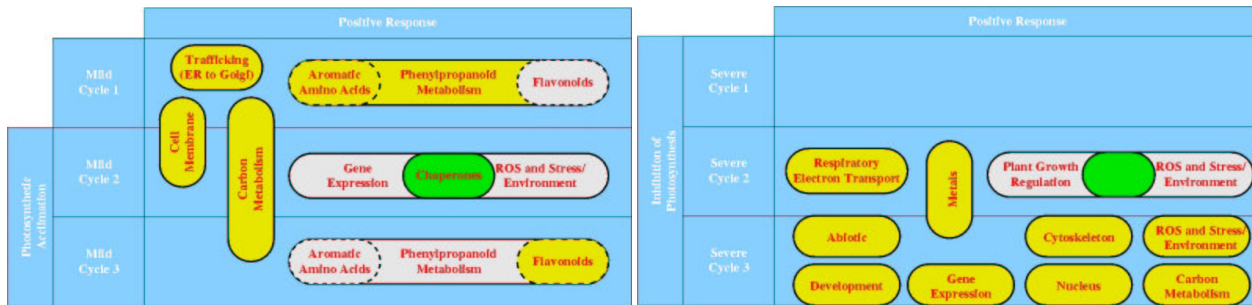 Positive Response
Mild
Cycle 1
Trafficking
(ER to Golgi)
Aromatic
Amino Acids
Phenylpropanoid
Metabolism
Flavonoids
Cell
Membrane
Carbon
Metabolism
Photosynthetic
Acclimation
Mild
Cycle 2
Gene
Expression
Chaperones
ROS and Stress/
Environment
Mild
Cycle 3
Aromatic
Amino Acids
Phenylpropanoid
Metabolism
Flavonoids
Positive Response
Inhibition of
Photosynthesis
Severe
Cycle 1
Severe
Cycle 2
Respiratory
Electron Transport
Metals
Plant Growth
Regulation
ROS and Stress/
Environment
Severe
Cycle 3
Abiotic
Cytoskeleton
ROS and Stress/
Environment
Development
Gene
Expression
Nucleus
Carbon
Metabolism